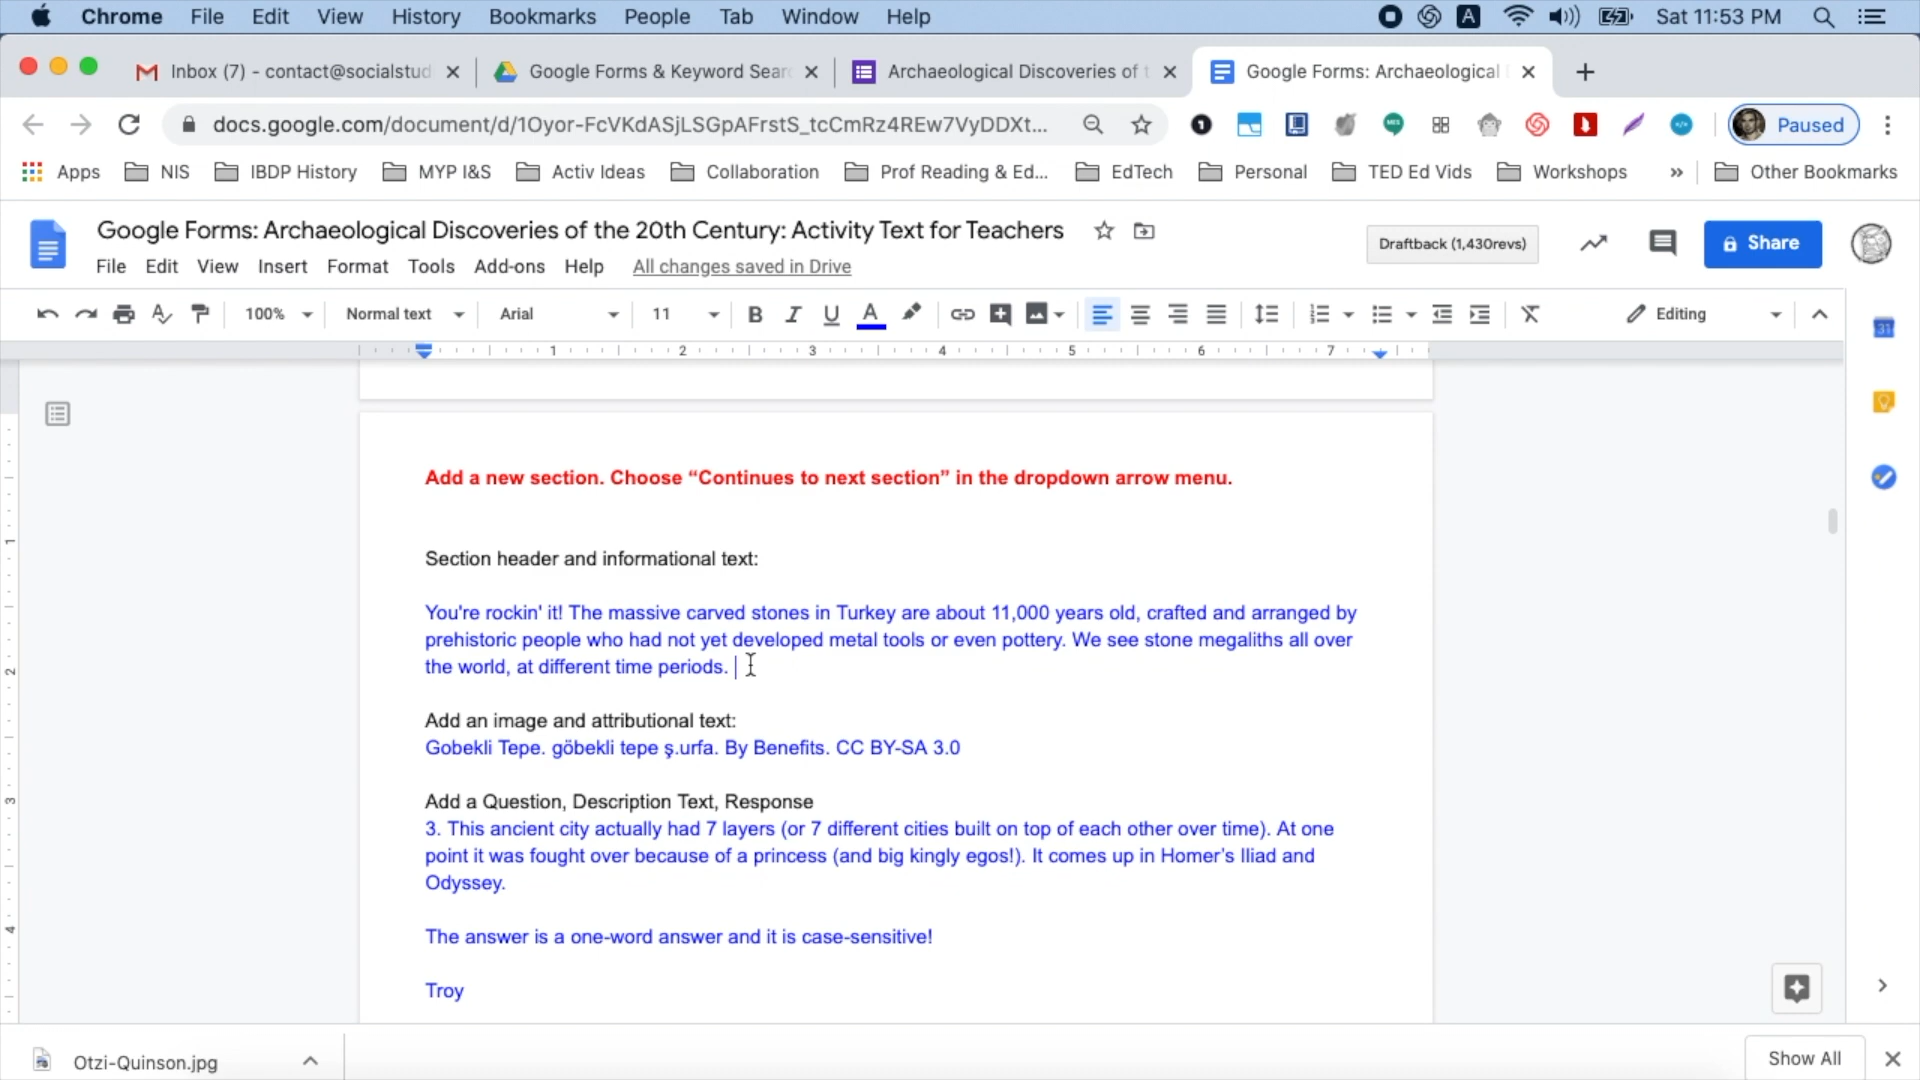 Chrome File Edit View History Bookmarks People Tab Window Help A Sat 11:53 PM
Inbox (7) - contact@socialstud Google Forms & Keyword Sear Archaeological Discoveries of t Google Forms: Archaeological
docs.google.com/document/d/1Oyor-FcVKdASjLSGpAFrstS_tcCmRz4REw7VyDDXt... Paused
Apps NIS IBDP History MYP I&S Activ Ideas Collaboration Prof Reading & Ed... EdTech Personal TED Ed Vids Workshops » Other Bookmarks
Google Forms: Archaeological Discoveries of the 20th Century: Activity Text for Teachers
Draftback (1,430revs) Share
File Edit View Insert Format Tools Add-ons Help All changes saved in Drive
100% Normal text Arial 11 B I U A Editing
31
1 2 3 4 5 6 7
Add a new section. Choose “Continues to next section” in the dropdown arrow menu.
1
Section header and informational text:
You're rockin' it! The massive carved stones in Turkey are about 11,000 years old, crafted and arranged by
prehistoric people who had not yet developed metal tools or even pottery. We see stone megaliths all over
the world, at different time periods.
2
Add an image and attributional text:
Gobekli Tepe. göbekli tepe ş.urfa. By Benefits. CC BY-SA 3.0
3
Add a Question, Description Text, Response
3. This ancient city actually had 7 layers (or 7 different cities built on top of each other over time). At one
point it was fought over because of a princess (and big kingly egos!). It comes up in Homer’s Iliad and
Odyssey.
4
The answer is a one-word answer and it is case-sensitive!
Troy
Otzi-Quinson.jpg Show All